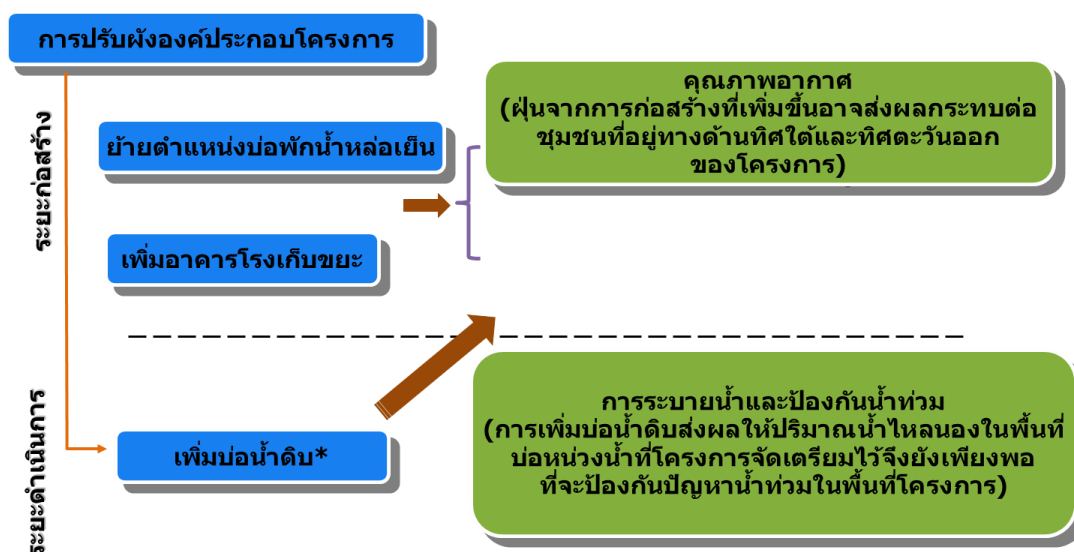 การปรับผังองค์ประกอบโครงการ
ระยะก่อสร้าง
ย้ายตำแหน่งบ่อพักน้ำหล่อเย็น
เพิ่มอาคารโรงเก็บขยะ
คุณภาพอากาศ
(ฝุ่นจากการก่อสร้างที่เพิ่มขึ้นอาจส่งผลกระทบต่อ
ชุมชนที่อยู่ทางด้านทิศใต้และทิศตะวันออก
ของโครงการ)
ระยะดำเนินการ
เพิ่มบ่อน้ำดิบ*
การระบายน้ำและป้องกันน้ำท่วม
(การเพิ่มบ่อน้ำดิบส่งผลให้ปริมาณน้ำไหลนองในพื้นที่
บ่อหน่วงน้ำที่โครงการจัดเตรียมไว้จึงยังเพียงพอ
ที่จะป้องกันปัญหาน้ำท่วมในพื้นที่โครงการ)